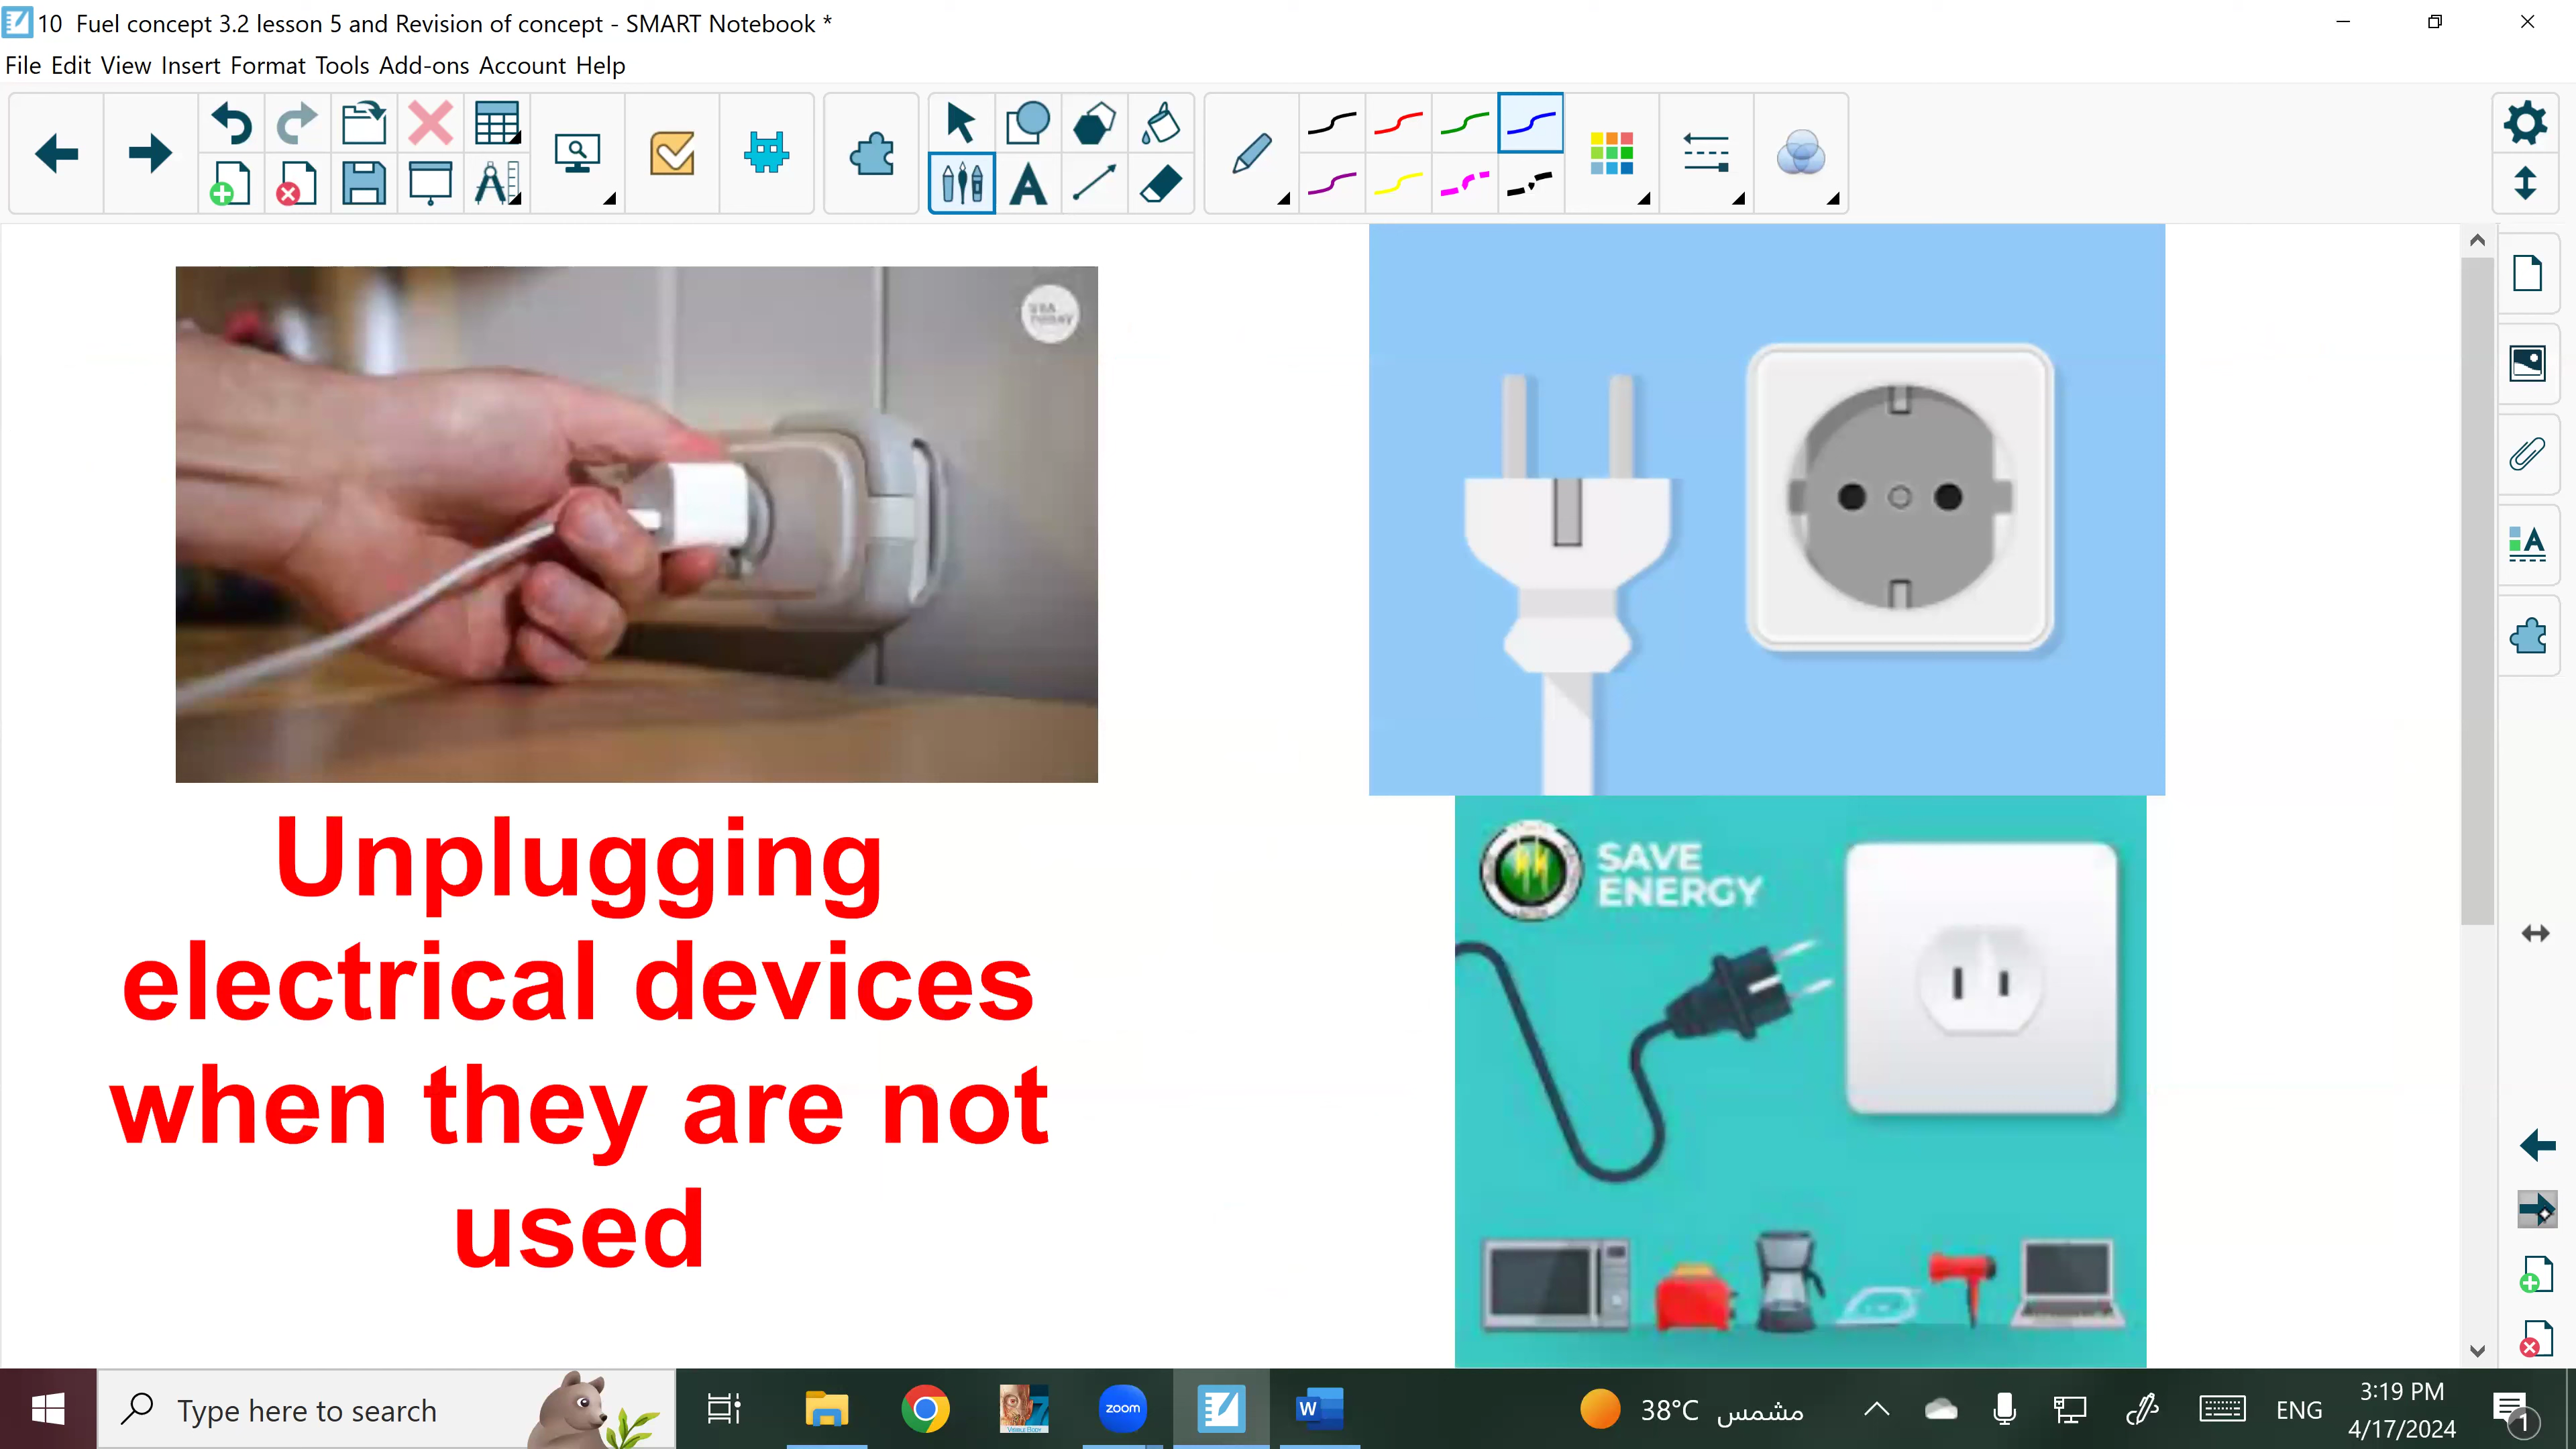 10 Fuel concept 3.2 lesson 5 and Revision of concept - SMART Notebook *
File Edit View Insert Format Tools Add-ons Account Help
Unplugging
electrical devices
when they are not
used
SAVE
ENERGY
Type here to search
zoom
W
38°C مشمس
ENG
3:19 PM
4/17/2024
1